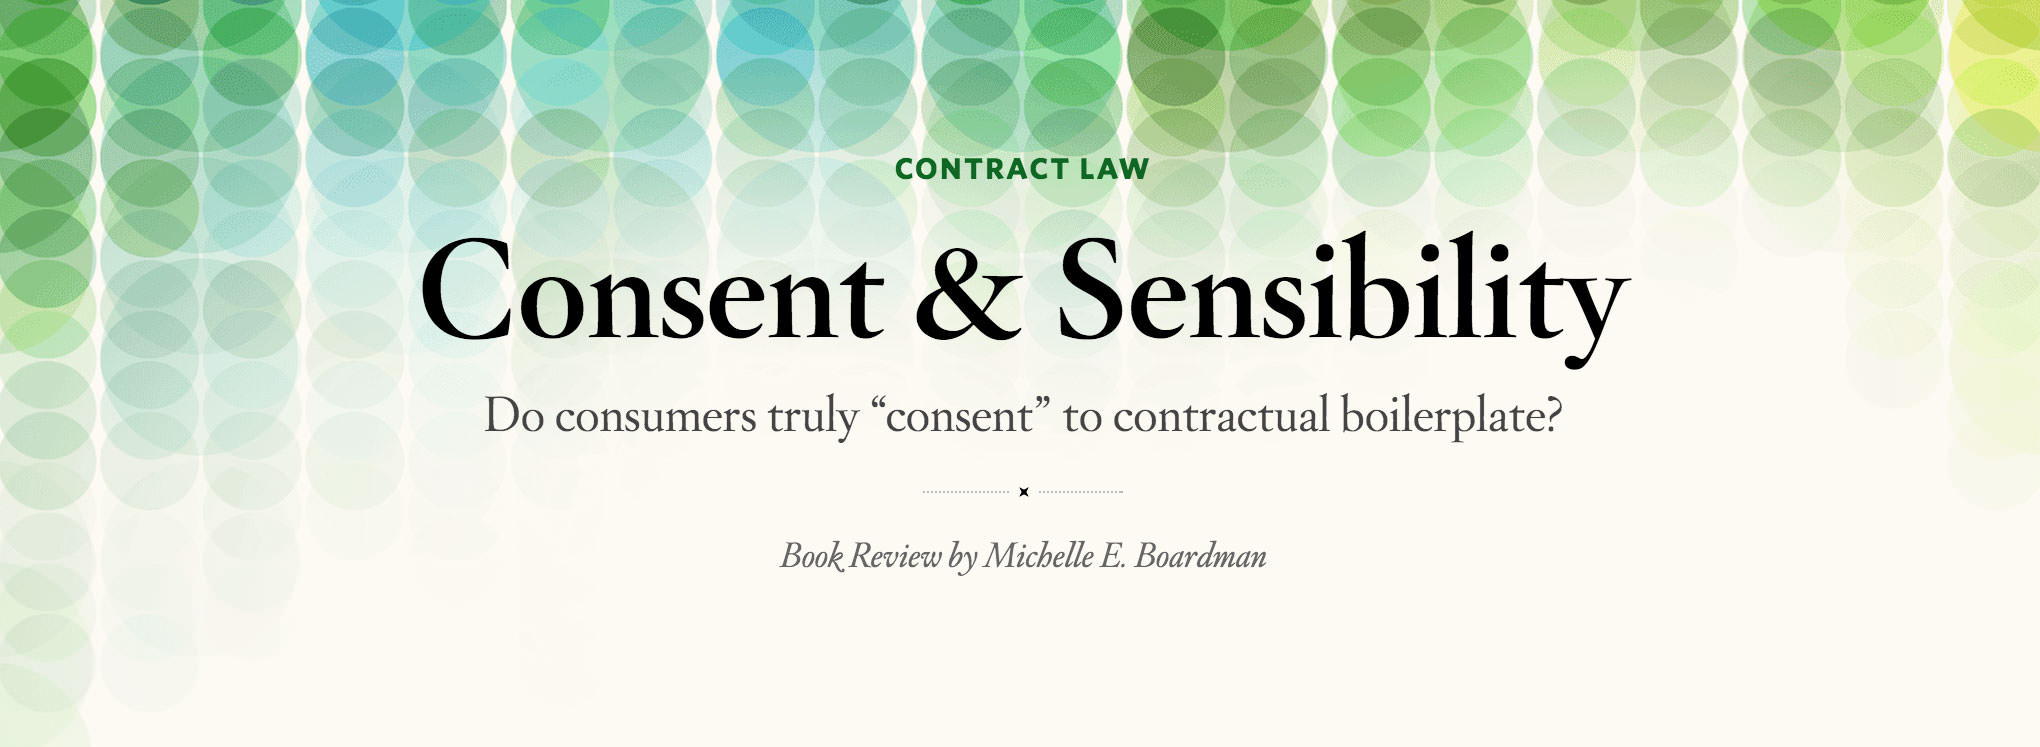 CONTRACT LAW
Consent & Sensibility
Do consumers truly “consent” to contractual boilerplate?
Book Review by Michelle E. Boardman